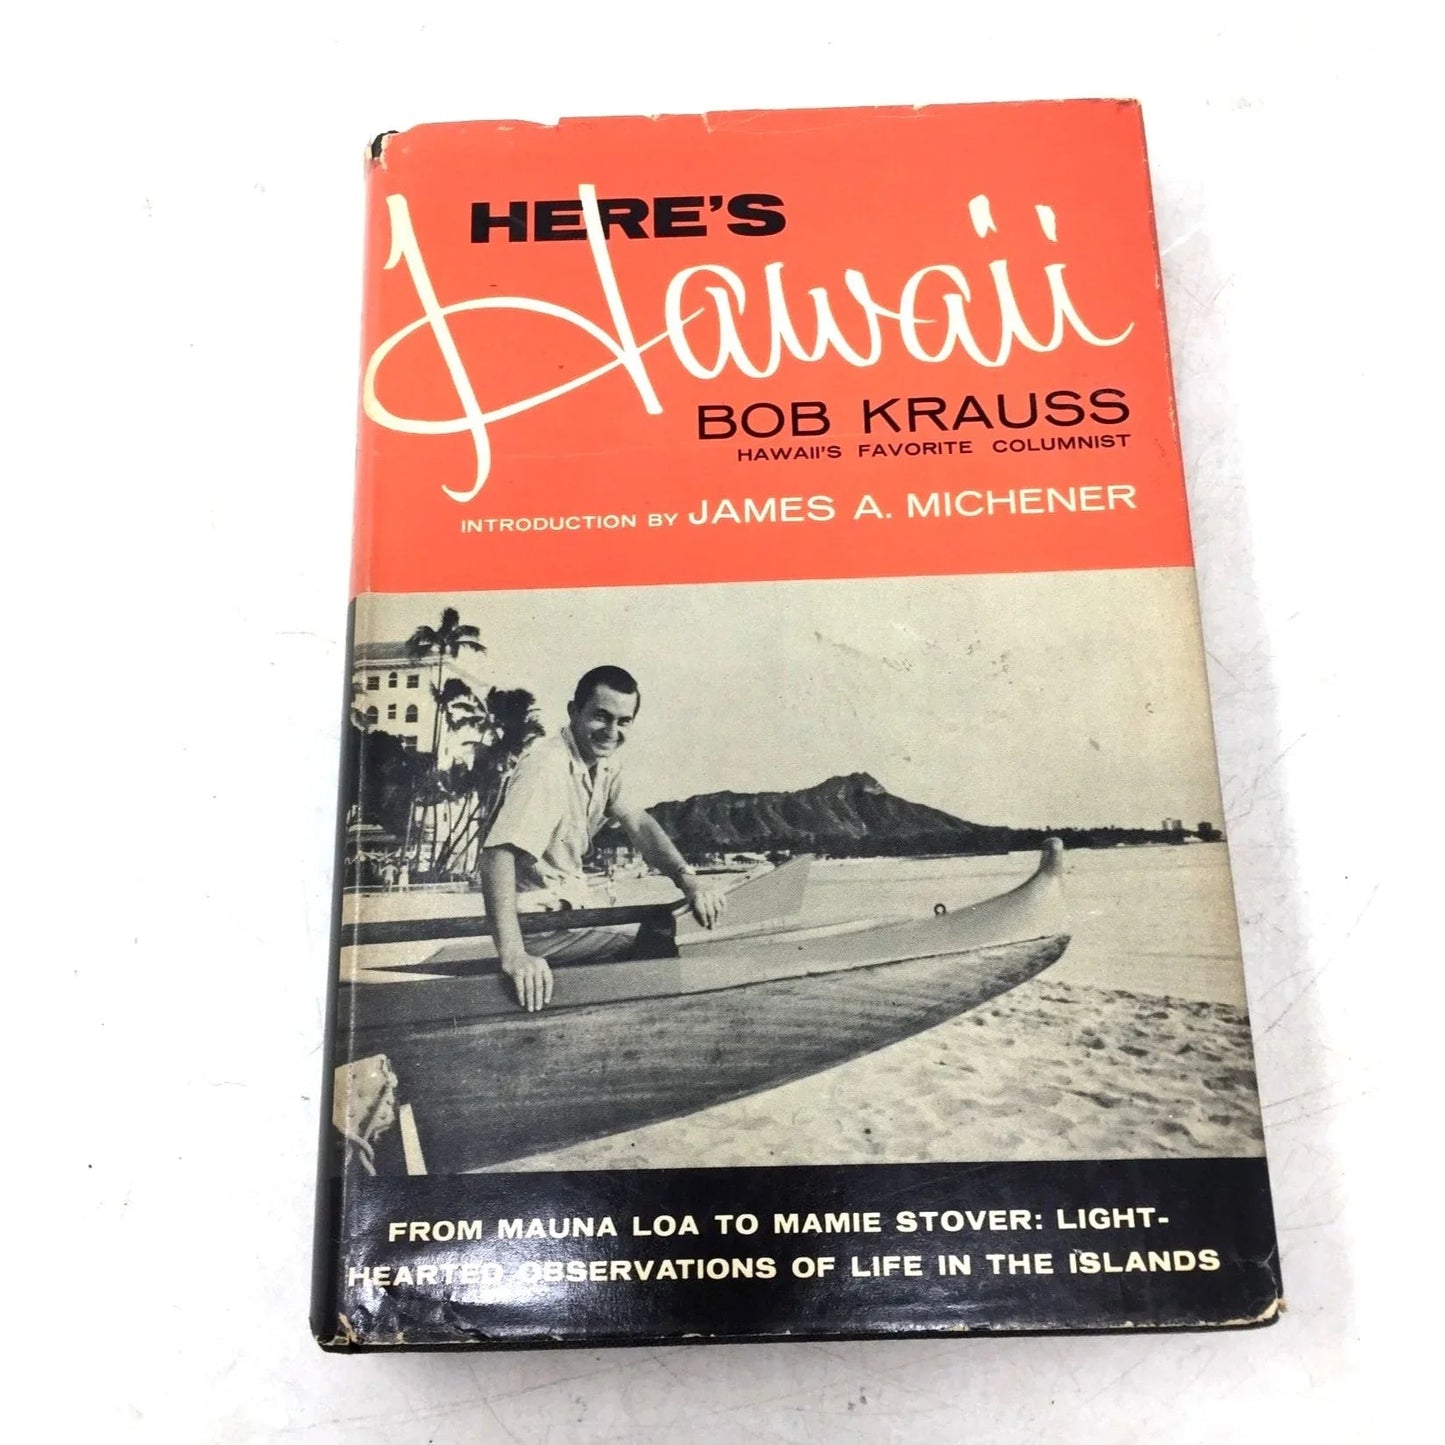 HERE'S
Hawaii
BOB KRAUSS
HAWAII'S FAVORITE COLUMNIST
INTRODUCTION BY JAMES A. MICHENER
FROM MAUNA LOA TO MAMIE STOVER: LIGHT-
HEARTED OBSERVATIONS OF LIFE IN THE ISLANDS